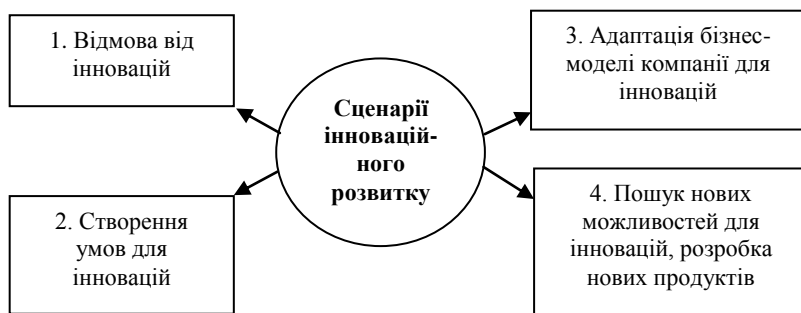 1. Відмова від
інновацій
2. Створення
умов для
інновацій
Сценарії
інновацій-
ного
розвитку
3. Адаптація бізнес-
моделі компанії для
інновацій
4. Пошук нових
можливостей для
інновацій, розробка
нових продуктів